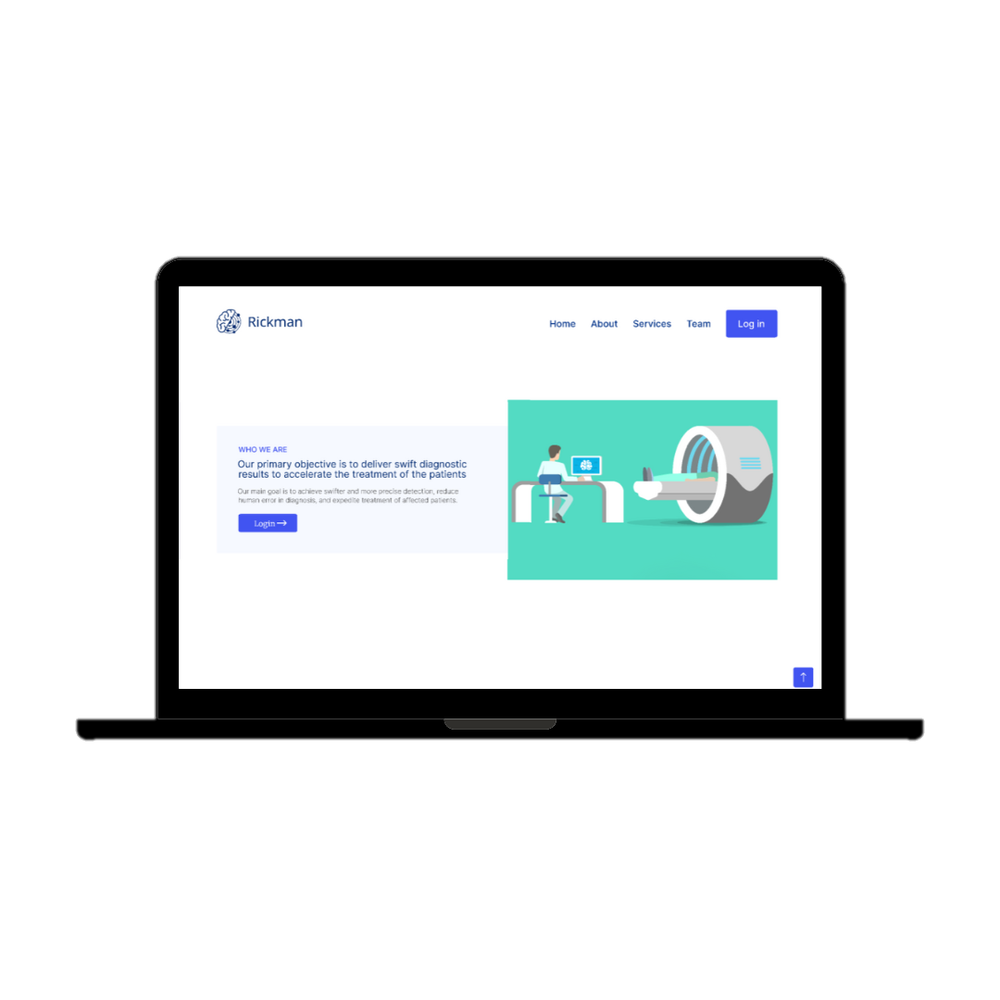 Rickman
Home About Services Team Log in
WHO WE ARE
Our primary objective is to deliver swift diagnostic
results to accelerate the treatment of the patients
Our main goal is to achieve swifter and more precise detection, reduce
human error in diagnosis, and expedite treatment of affected patients.
Login→
↑